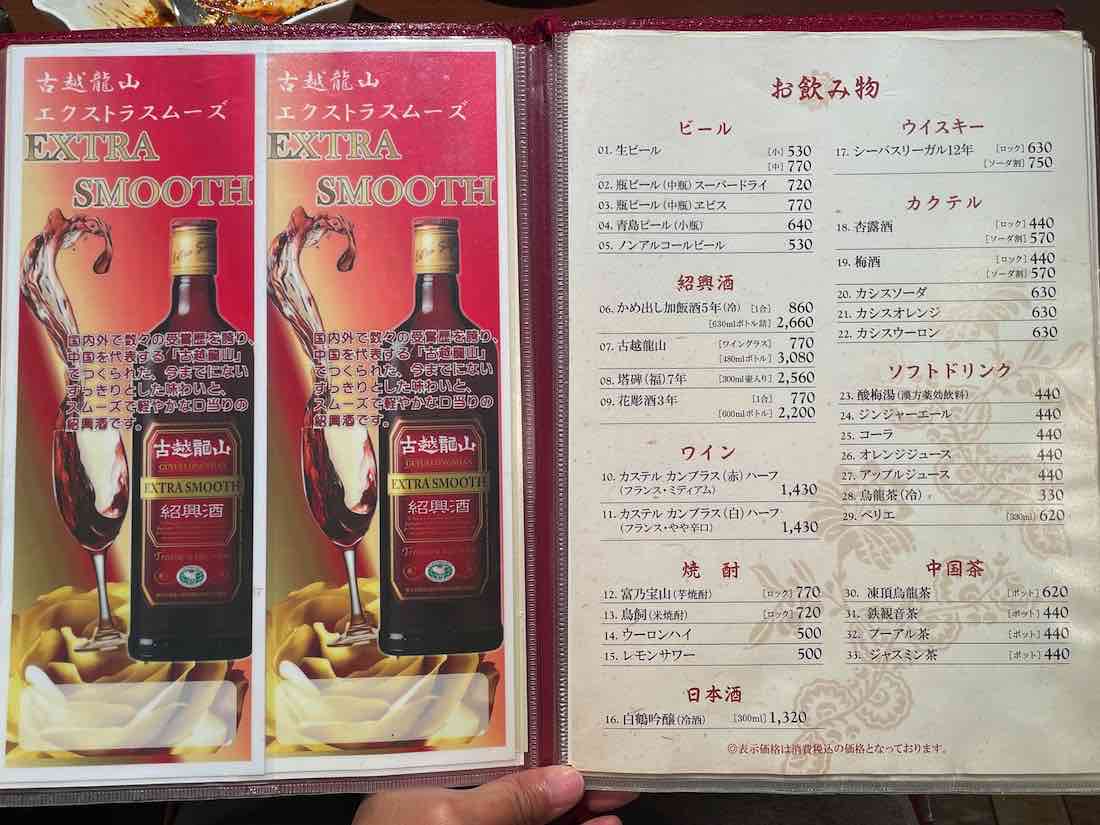 古越龍山
エクストラスムーズ
EXTRA
SMOOTH
国内外で数々の受賞歴を誇り、
中国を代表する「古越龍山」
でつくられた、今までにない
すっきりとした味わいと、
スムーズで軽やかな口当りの
紹興酒です。
古越龍山
GUYUELONGSHAN
EXTRA SMOOTH
紹興酒
古越龍山
エクストラスムーズ
EXTRA
SMOOTH
国内外で数々の受賞歴を誇り、
中国を代表する「古越龍山」
でつくられた、今までにない
すっきりとした味わいと、
スムーズで軽やかな口当りの
紹興酒です。
古越龍山
GUYUELONGSHAN
EXTRA SMOOTH
紹興酒
お飲み物
ビール
01. 生ビール [小] 530
[中] 770
02. 瓶ビール(中瓶) スーパードライ 720
03. 瓶ビール(中瓶) ヱビス 770
04. 青島ビール(小瓶) 640
05. ノンアルコールビール 530
紹興酒
06. かめ出し加飯酒5年(冷) [1合] 860
[630mlボトル詰] 2,660
07. 古越龍山 [ワイングラス] 770
[480mlボトル] 3,080
08. 塔碑(福)7年 [300ml壷入り] 2,560
09. 花彫酒3年 [1合] 770
[600mlボトル] 2,200
ワイン
10. カステル カンブラス(赤)ハーフ
(フランス・ミディアム) 1,430
11. カステル カンブラス(白)ハーフ
(フランス・やや辛口) 1,430
焼酎
12. 富乃宝山(芋焼酎) [ロック] 770
13. 鳥飼(米焼酎) [ロック] 720
14. ウーロンハイ 500
15. レモンサワー 500
日本酒
16. 白鶴吟醸(冷酒) [300ml] 1,320
ウイスキー
17. シーバスリーガル12年 [ロック] 630
[ソーダ割] 750
カクテル
18. 杏露酒 [ロック] 440
[ソーダ割] 570
19. 梅酒 [ロック] 440
[ソーダ割] 570
20. カシスソーダ 630
21. カシスオレンジ 630
22. カシスウーロン 630
ソフトドリンク
23. 酸梅湯(漢方薬効飲料) 440
24. ジンジャーエール 440
25. コーラ 440
26. オレンジジュース 440
27. アップルジュース 440
28. 烏龍茶(冷) 330
29. ペリエ [330ml] 620
中国茶
30. 凍頂烏龍茶 [ポット] 620
31. 鉄観音茶 [ポット] 440
32. プーアル茶 [ポット] 440
33. ジャスミン茶 [ポット] 440
◎表示価格は消費税込の価格となっております。